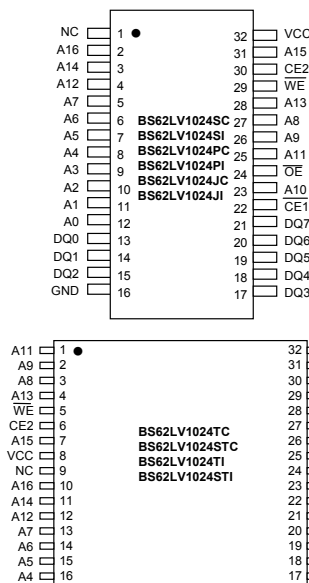 NC 1 32 VCC
A16 2 31 A15
A14 3 30 CE2
A12 4 29 WE
A7 5 28 A13
A6 6 BS62LV1024SC 27 A8
A5 7 BS62LV1024SI 26 A9
A4 8 BS62LV1024PC 25 A11
A3 9 BS62LV1024PI 24 OE
A2 10 BS62LV1024JC 23 A10
A1 11 BS62LV1024JI 22 CE1
A0 12 21 DQ7
DQ0 13 20 DQ6
DQ1 14 19 DQ5
DQ2 15 18 DQ4
GND 16 17 DQ3
A11 1 32
A9 2 31
A8 3 30
A13 4 29
WE 5 28
CE2 6 27
A15 7 BS62LV1024TC 26
VCC 8 BS62LV1024STC 25
NC 9 BS62LV1024TI 24
A16 10 BS62LV1024STI 23
A14 11 22
A12 12 21
A7 13 20
A6 14 19
A5 15 18
A4 16 17